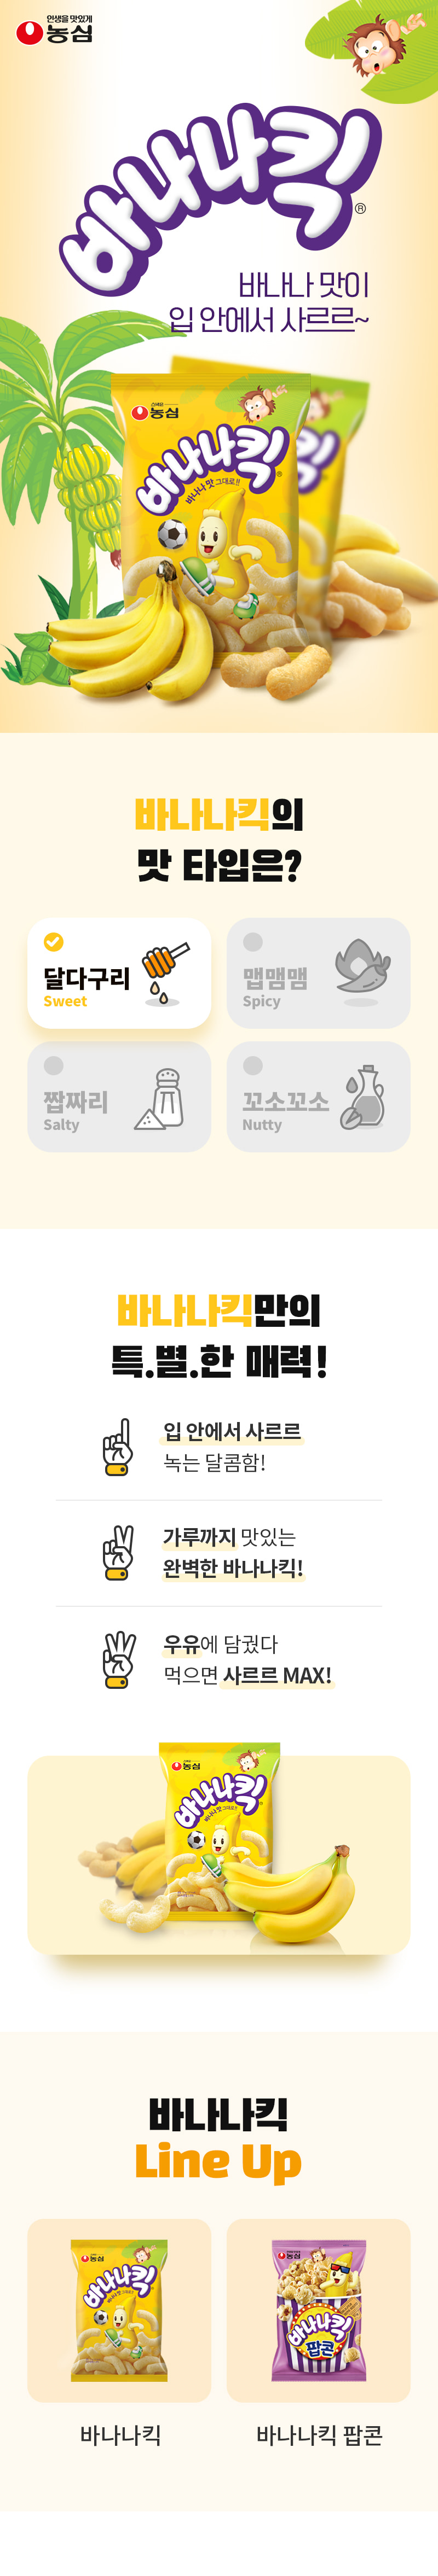 인생을 맛있게
농심
바나나킥®
바나나 맛이
입 안에서 사르르~
농심
바나나킥®
바나나 맛 그대로!!
바나나킥의
맛 타입은?
달다구리
Sweet
맵맴맴
Spicy
짭짜리
Salty
꼬소꼬소
Nutty
바나나킥만의
특.별.한 매력!
입 안에서 사르르
녹는 달콤함!
가루까지 맛있는
완벽한 바나나킥!
우유에 담궜다
먹으면 사르르 MAX!
농심
바나나킥
바나나 맛 그대로!!
바나나킥
Line Up
농심
바나나킥
농심
바나나킥
팝콘
바나나킥
바나나킥 팝콘